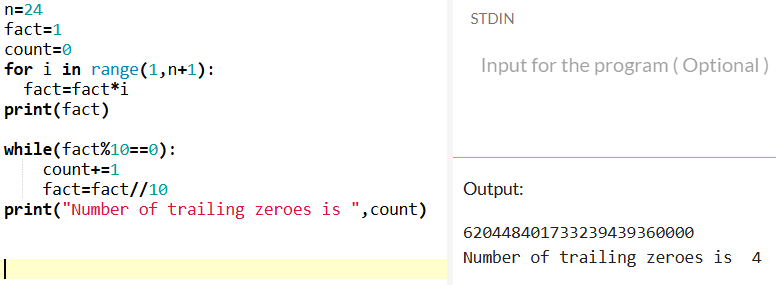 n=24
fact=1
count=0
for i in range(1,n+1):
  fact=fact*i
print(fact)
while(fact%10==0):
    count+=1
    fact=fact//10
print("Number of trailing zeroes is ",count)
STDIN
Input for the program ( Optional )
Output:
620448401733239439360000
Number of trailing zeroes is  4